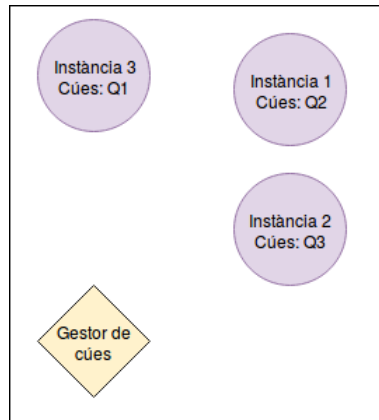 Instància 3
Cúes: Q1
Instància 1
Cúes: Q2
Instància 2
Cúes: Q3
Gestor de
cúes